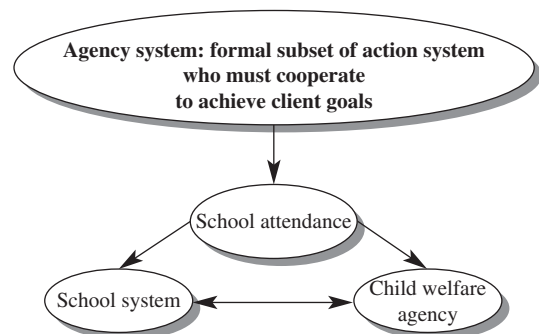 Agency system: formal subset of action system
who must cooperate
to achieve client goals
School attendance
School system
Child welfare
agency